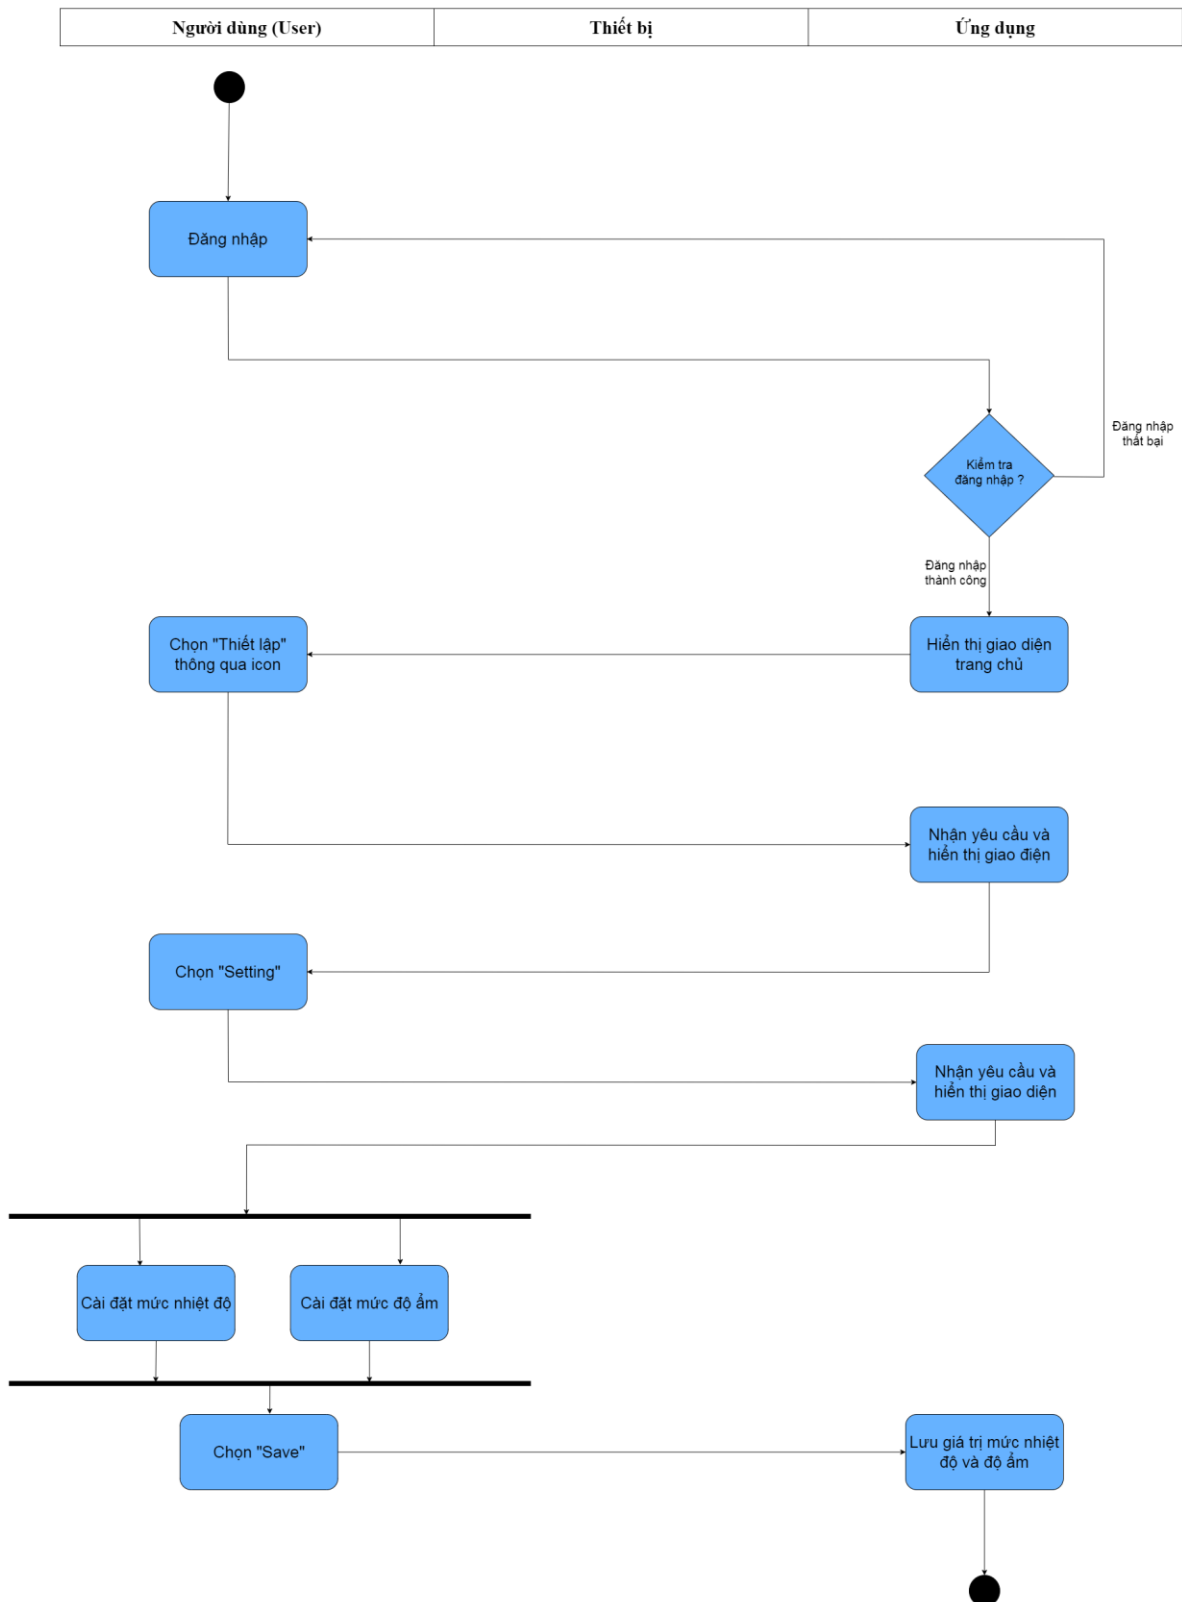 Người dùng (User)
Thiết bị
Ứng dụng
Đăng nhập
Đăng nhập
thất bại
Kiểm tra
đăng nhập ?
Đăng nhập
thành công
Chọn "Thiết lập"
thông qua icon
Hiển thị giao diện
trang chủ
Nhận yêu cầu và
hiển thị giao điện
Chọn "Setting"
Nhận yêu cầu và
hiển thị giao diện
Cài đặt mức nhiệt độ
Cài đặt mức độ ẩm
Chọn "Save"
Lưu giá trị mức nhiệt
độ và độ ẩm